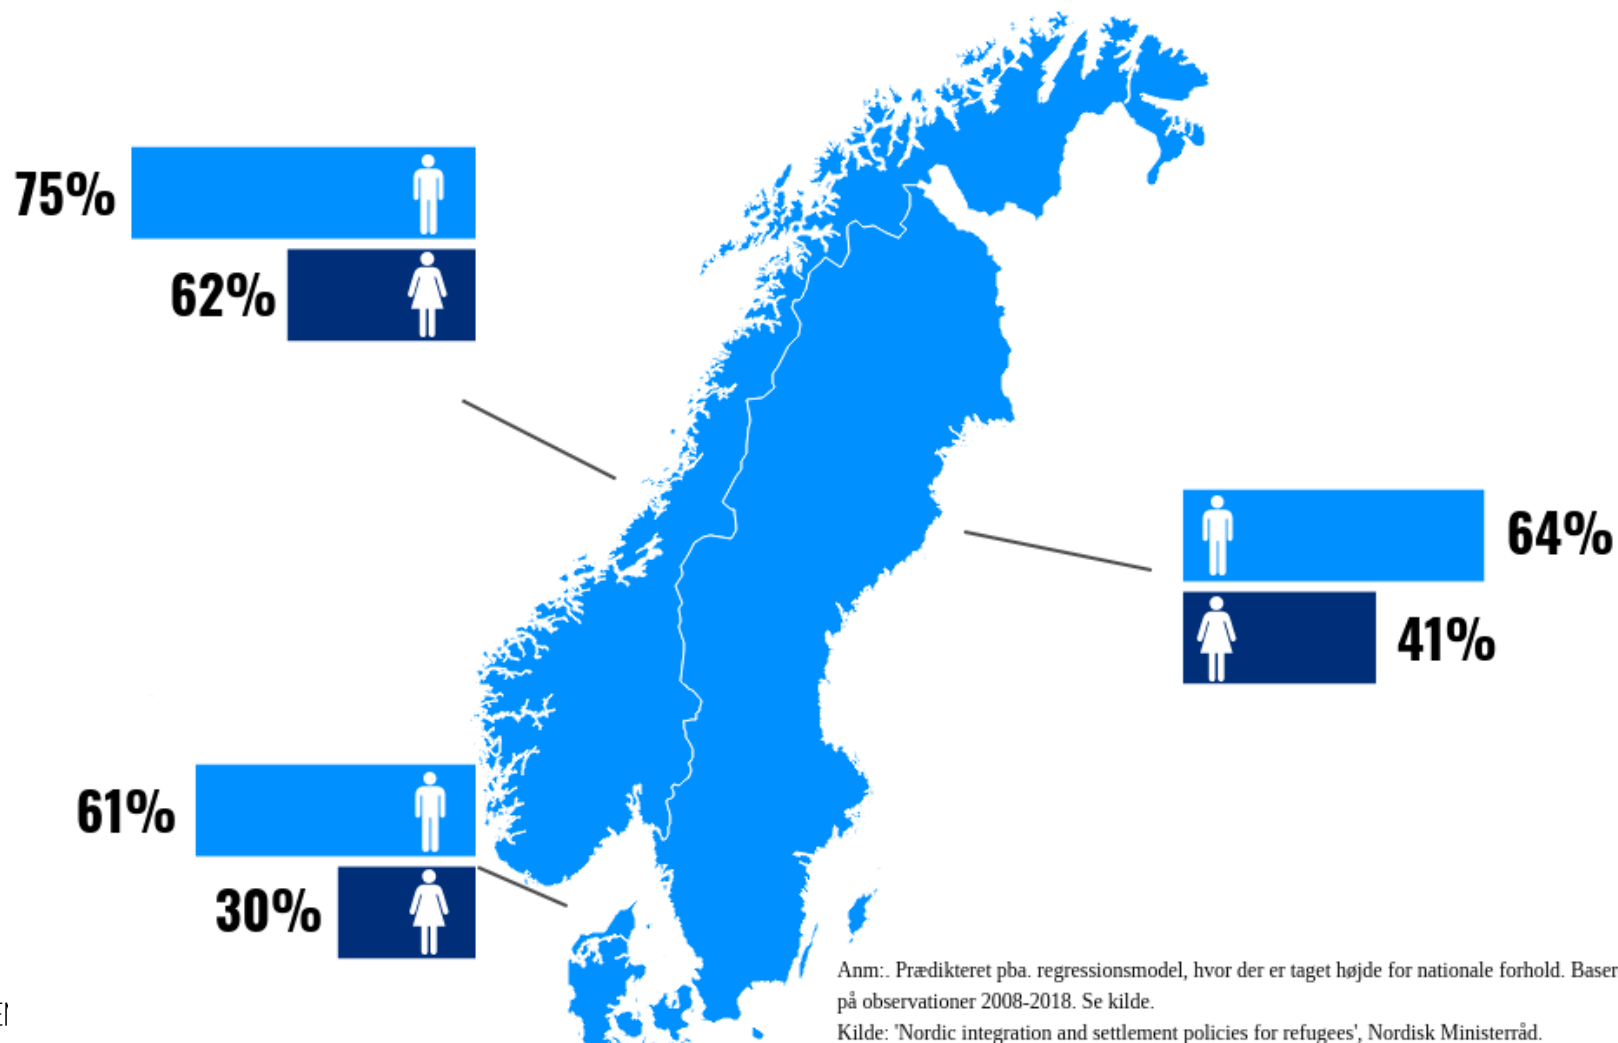 75%
62%
64%
41%
61%
30%
Anm:. Prædikteret pba. regressionsmodel, hvor der er taget højde for nationale forhold. Baser
på observationer 2008-2018. Se kilde.
Kilde: 'Nordic integration and settlement policies for refugees', Nordisk Ministerråd.